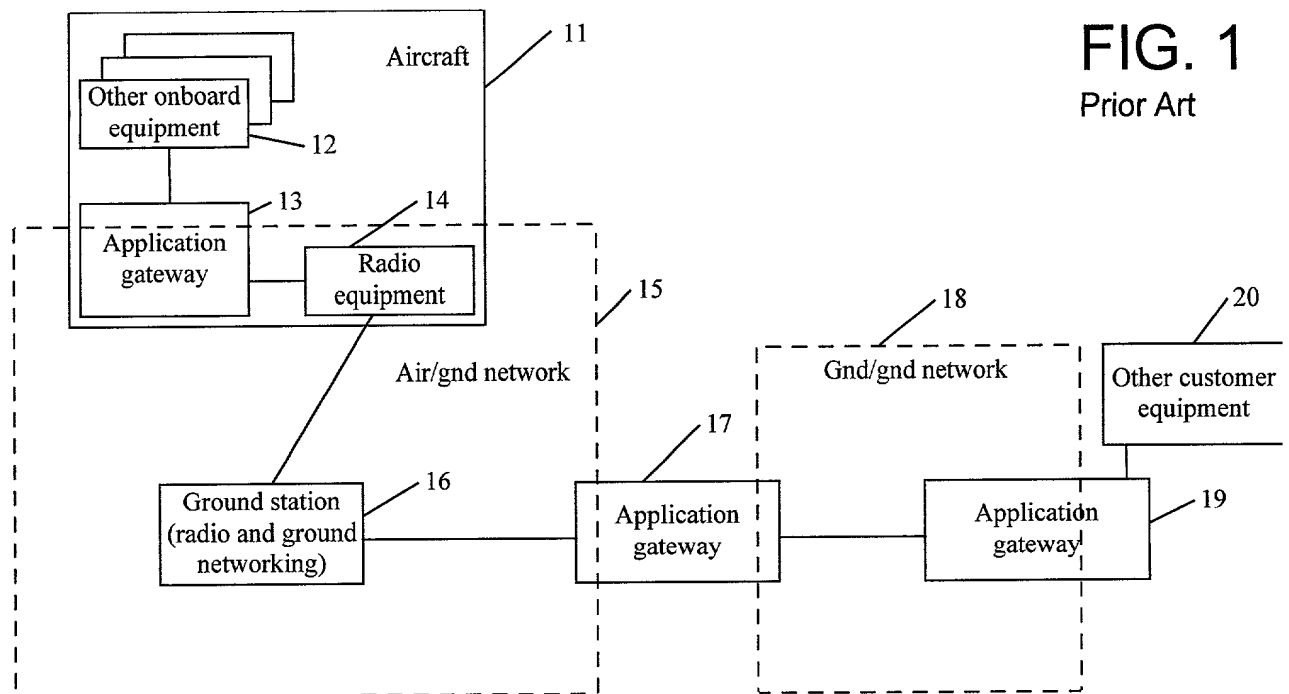 FIG. 1
Prior Art
Aircraft
11
Other onboard
equipment
12
13
14
Application
gateway
Radio
equipment
15
Air/gnd network
18
Gnd/gnd network
20
Other customer
equipment
16
Ground station
(radio and ground
networking)
17
Application
gateway
Application
gateway
19